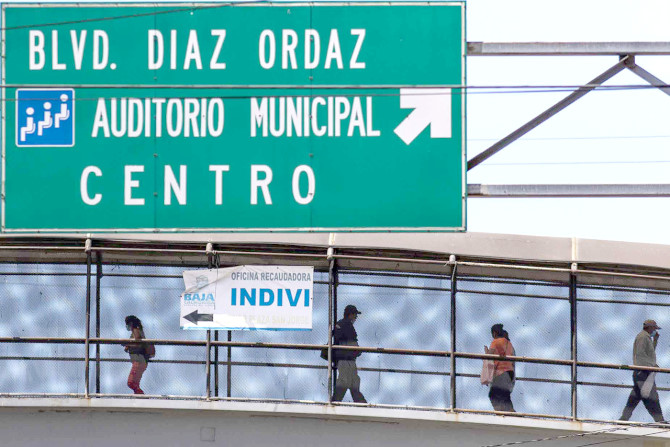 BLVD. DIAZ ORDAZ
AUDITORIO MUNICIPAL
CENTRO
OFICINA RECAUDADORA
BAJA
INDIVI